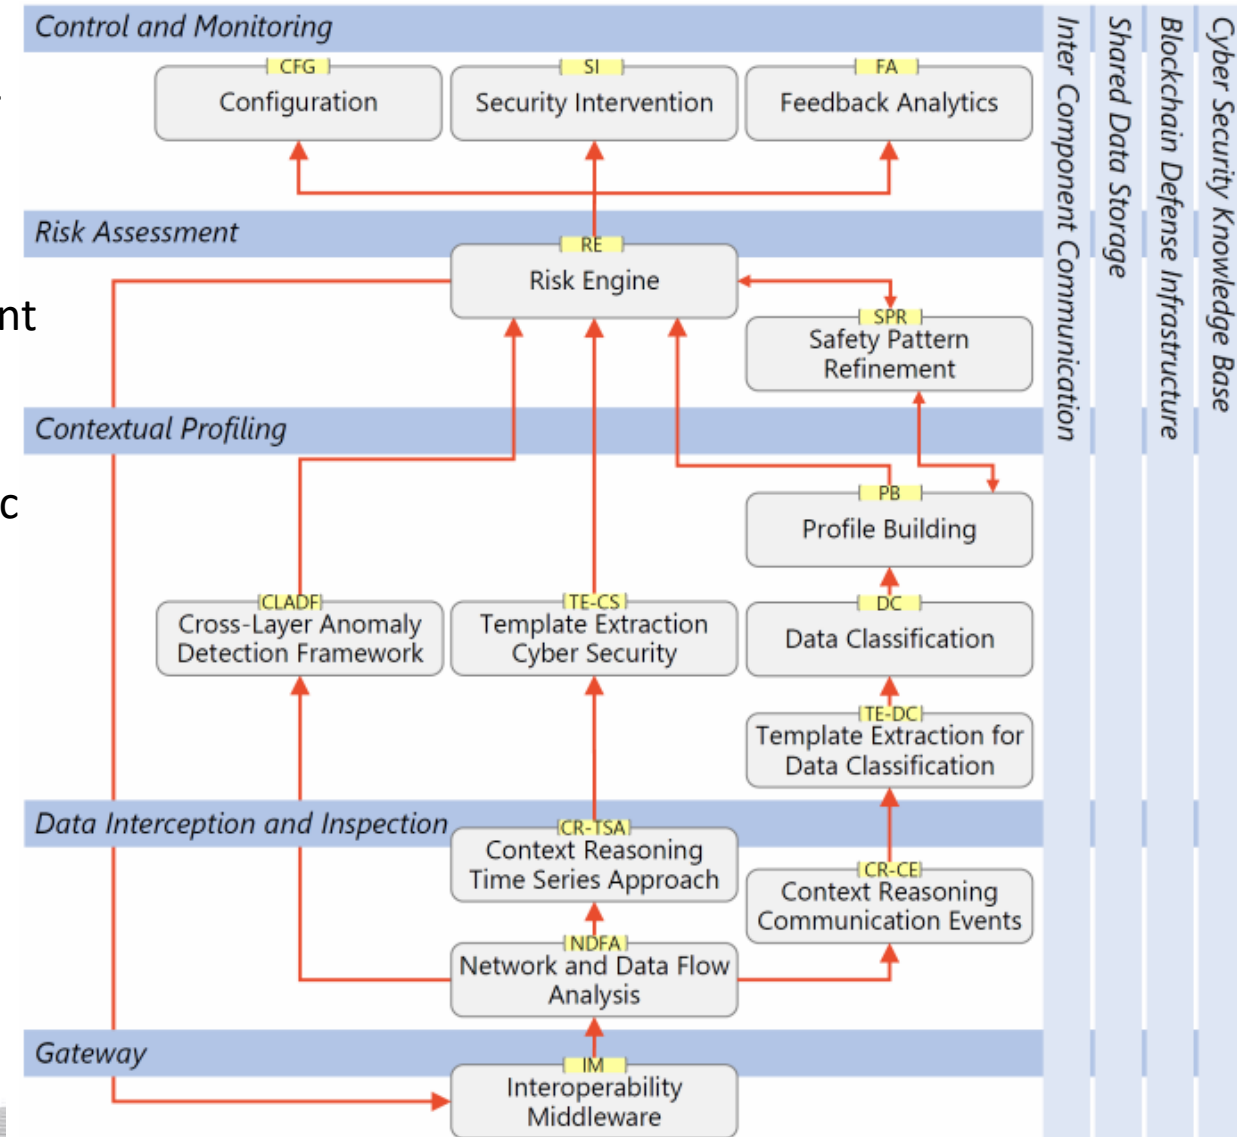 Control and Monitoring
CFG
Configuration
SI
Security Intervention
FA
Feedback Analytics
Risk Assessment
RE
Risk Engine
nt
SPR
Safety Pattern
Refinement
Contextual Profiling
c
PB
Profile Building
CLADF
Cross-Layer Anomaly
Detection Framework
TE-CS
Template Extraction
Cyber Security
DC
Data Classification
TE-DC
Template Extraction for
Data Classification
Data Interception and Inspection
CR-TSA
Context Reasoning
Time Series Approach
CR-CE
Context Reasoning
Communication Events
NDFA
Network and Data Flow
Analysis
Gateway
IM
Interoperability
Middleware
Inter Component Communication
Shared Data Storage
Blockchain Defense Infrastructure
Cyber Security Knowledge Base